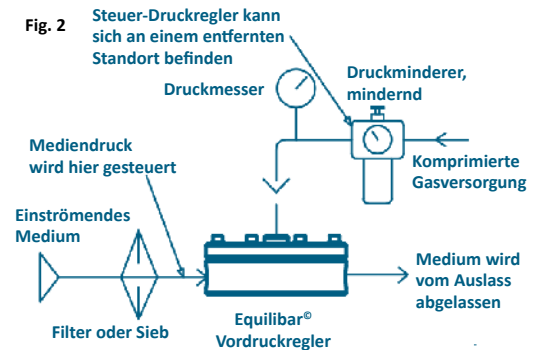 Fig. 2
Steuer-Druckregler kann
sich an einem entfernten
Standort befinden
Druckmesser
Druckminderer,
mindernd
Mediendruck
wird hier gesteuert
Komprimierte
Gasversorgung
Einströmendes
Medium
Medium wird
vom Auslass
abgelassen
Filter oder Sieb
Equilibar©
Vordruckregler